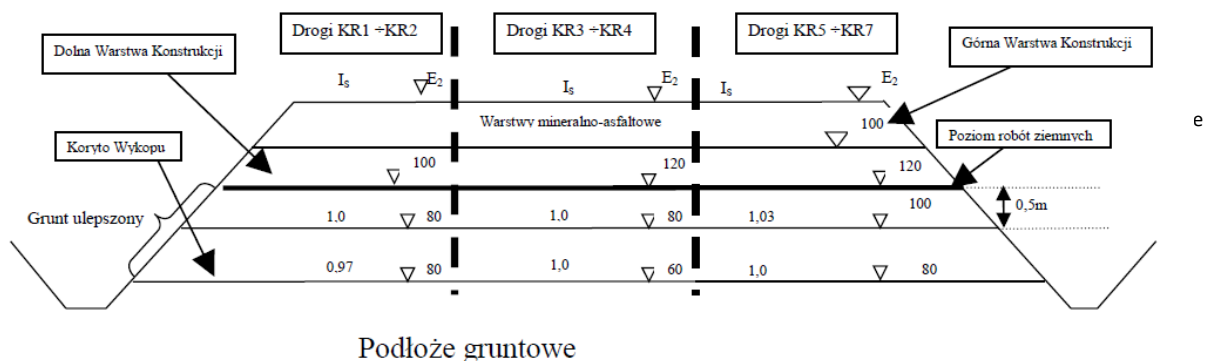 Drogi KR1 ÷KR2
Drogi KR3 ÷KR4
Drogi KR5 ÷KR7
Dolna Warstwa Konstrukcji
Górna Warstwa Konstrukcji
Is E2
Is E2
Is E2
Warstwy mineralno-asfaltowe
100
e
Koryto Wykopu
Poziom robót ziemnych
100
120
120
Grunt ulepszony
1.0 80
1.0 80
1,03 100
0,5m
0.97 80
1.0 60
1,0 80
Podłoże gruntowe